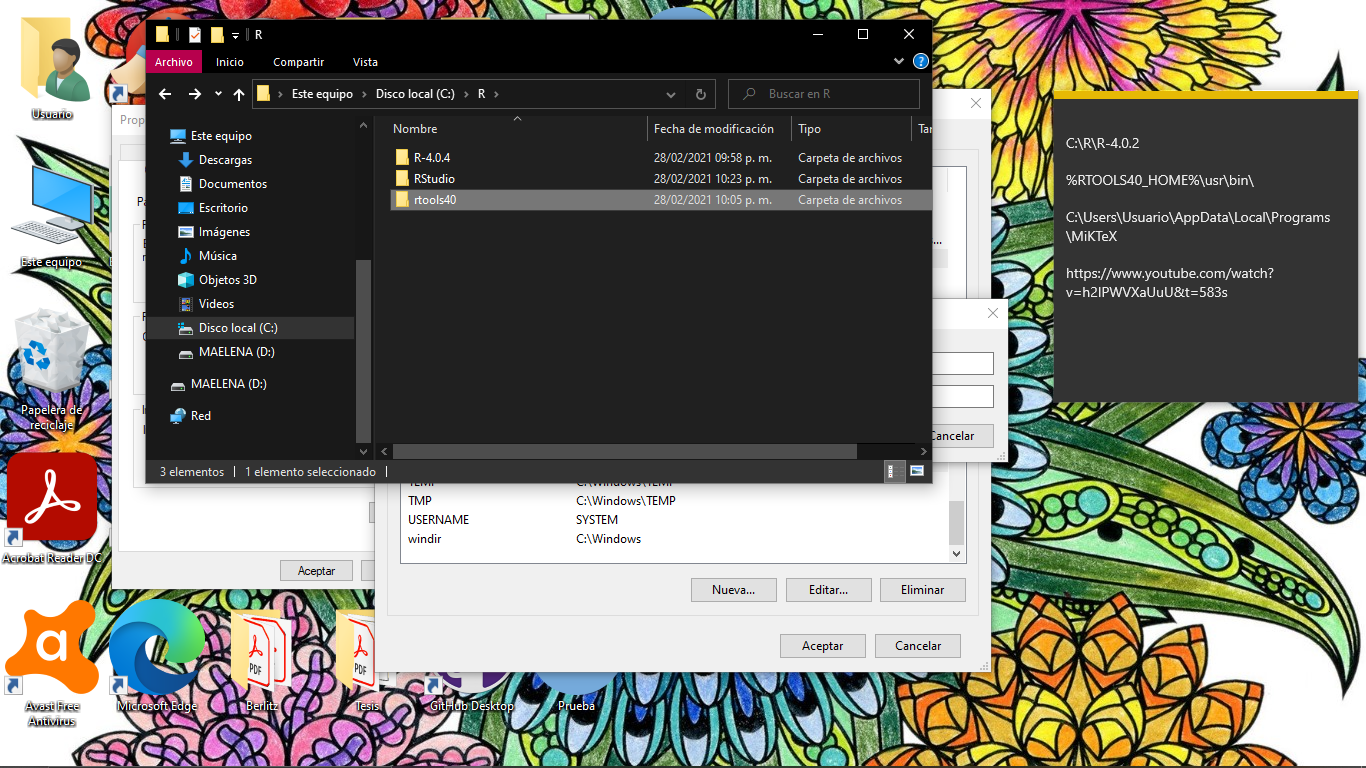 R
Archivo
Inicio
Compartir
Vista
Este equipo
Disco local (C:)
R
Buscar en R
Este equipo
Descargas
Documentos
Escritorio
Imágenes
Música
Objetos 3D
Videos
Disco local (C:)
MAELENA (D:)
MAELENA (D:)
Red
Nombre
Fecha de modificación
Tipo
R-4.0.4
28/02/2021 09:58 p. m.
Carpeta de archivos
RStudio
28/02/2021 10:23 p. m.
Carpeta de archivos
rtools40
28/02/2021 10:05 p. m.
Carpeta de archivos
3 elementos
1 elemento seleccionado
Cancelar
TMP
C:\Windows\TEMP
USERNAME
SYSTEM
windir
C:\Windows
Nueva...
Editar...
Eliminar
Aceptar
Cancelar
Aceptar
C:\R\R-4.0.2
%RTOOLS40_HOME%\usr\bin\
C:\Users\Usuario\AppData\Local\Programs
\MiKTeX
https://www.youtube.com/watch?
v=h2IPWVXaUuU&t=583s
Usuario
Este equipo
Papelera de
reciclaje
Acrobat Reader DC
Avast Free
Antivirus
Microsoft Edge
PDF
Berlitz
PDF
Tesis
GitHub Desktop
Prueba